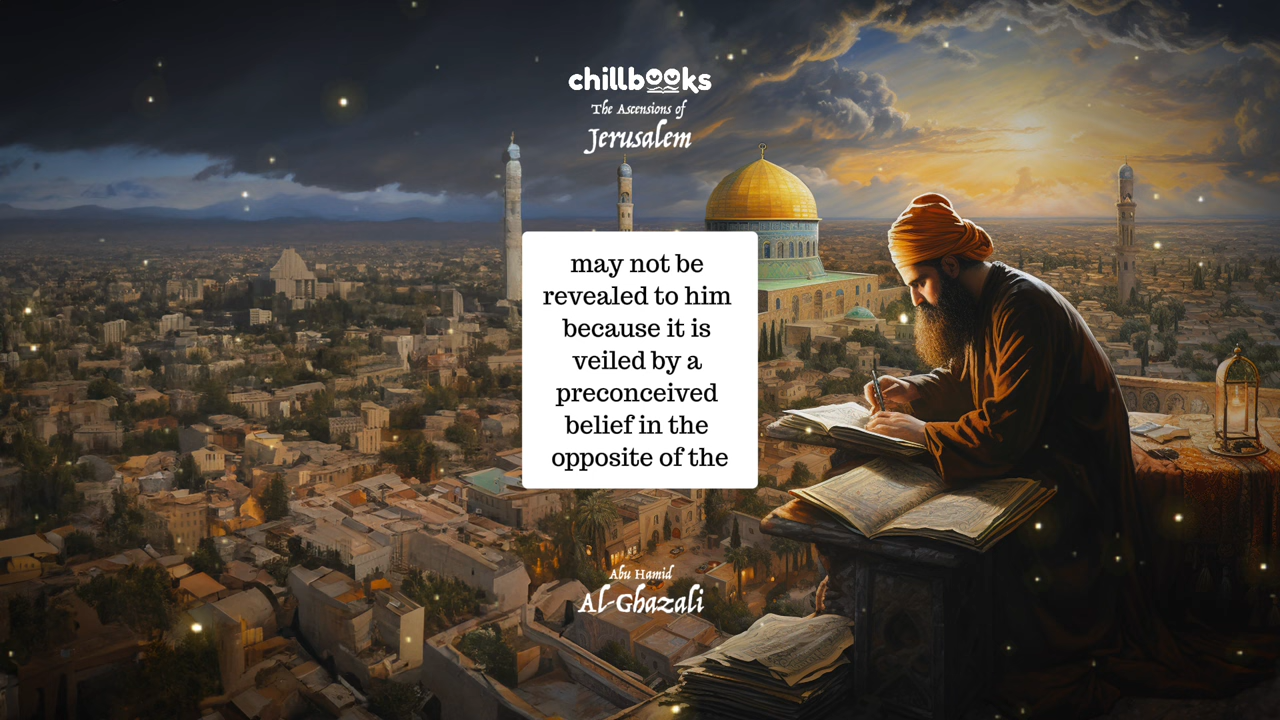 chillbooks
The Ascensions of
Jerusalem
may not be
revealed to him
because it is
veiled by a
preconceived
belief in the
opposite of the
Abu Hamid
Al-Ghazali